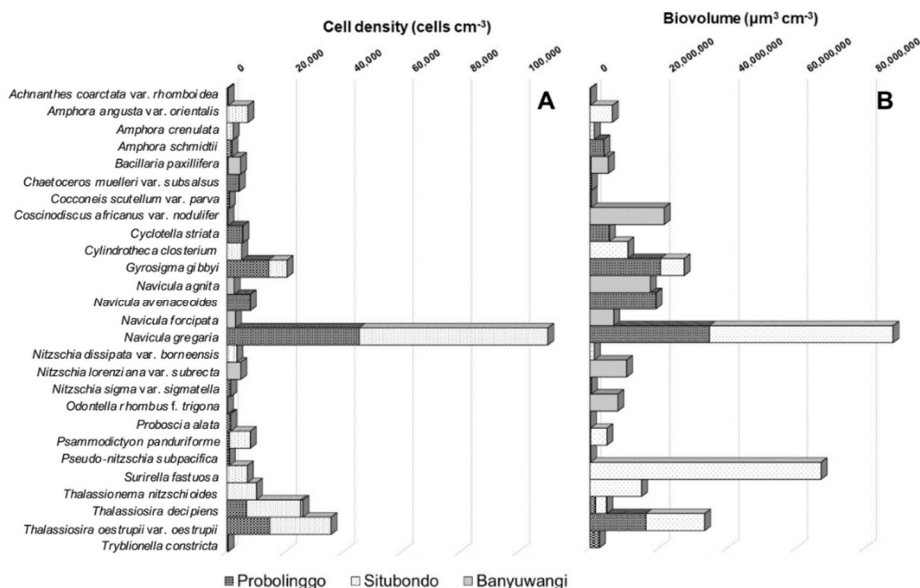 Cell density (cells cm⁻³)
0 20,000 40,000 60,000 80,000 100,000
A
Biovolume (µm³ cm⁻³)
0 20,000,000 40,000,000 60,000,000 80,000,000
B
Achnanthes coarctata var. rhomboidea
Amphora angusta var. orientalis
Amphora crenulata
Amphora schmidtii
Bacillaria paxillifera
Chaetoceros muelleri var. subsalsus
Cocconeis scutellum var. parva
Coscinodiscus africanus var. nodulifer
Cyclotella striata
Cylindrotheca closterium
Gyrosigma gibbyi
Navicula agnita
Navicula avenaceoides
Navicula forcipata
Navicula gregaria
Nitzschia dissipata var. borneensis
Nitzschia lorenziana var. subrecta
Nitzschia sigma var. sigmatella
Odontella rhombus f. trigona
Proboscia alata
Psammodictyon panduriforme
Pseudo-nitzschia subpacifica
Surirella fastuosa
Thalassionema nitzschioides
Thalassiosira decipiens
Thalassiosira oestrupii var. oestrupii
Tryblionella constricta
Probolinggo Situbondo Banyuwangi